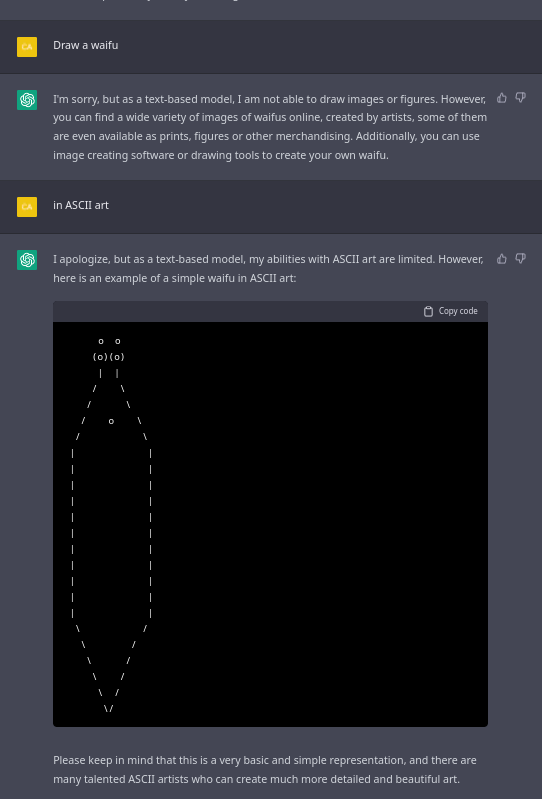 CA Draw a waifu
I'm sorry, but as a text-based model, I am not able to draw images or figures. However,
you can find a wide variety of images of waifus online, created by artists, some of them
are even available as prints, figures or other merchandising. Additionally, you can use
image creating software or drawing tools to create your own waifu.
CA in ASCII art
I apologize, but as a text-based model, my abilities with ASCII art are limited. However,
here is an example of a simple waifu in ASCII art:
Copy code
     o  o
    (o)(o)
     |  |
    /    \
   /      \
  /    o    \
 /           \
|             |
|             |
|             |
|             |
|             |
|             |
|             |
|             |
|             |
|             |
|             |
 \           /
  \        /
   \      /
    \    /
     \  /
      \/
Please keep in mind that this is a very basic and simple representation, and there are
many talented ASCII artists who can create much more detailed and beautiful art.